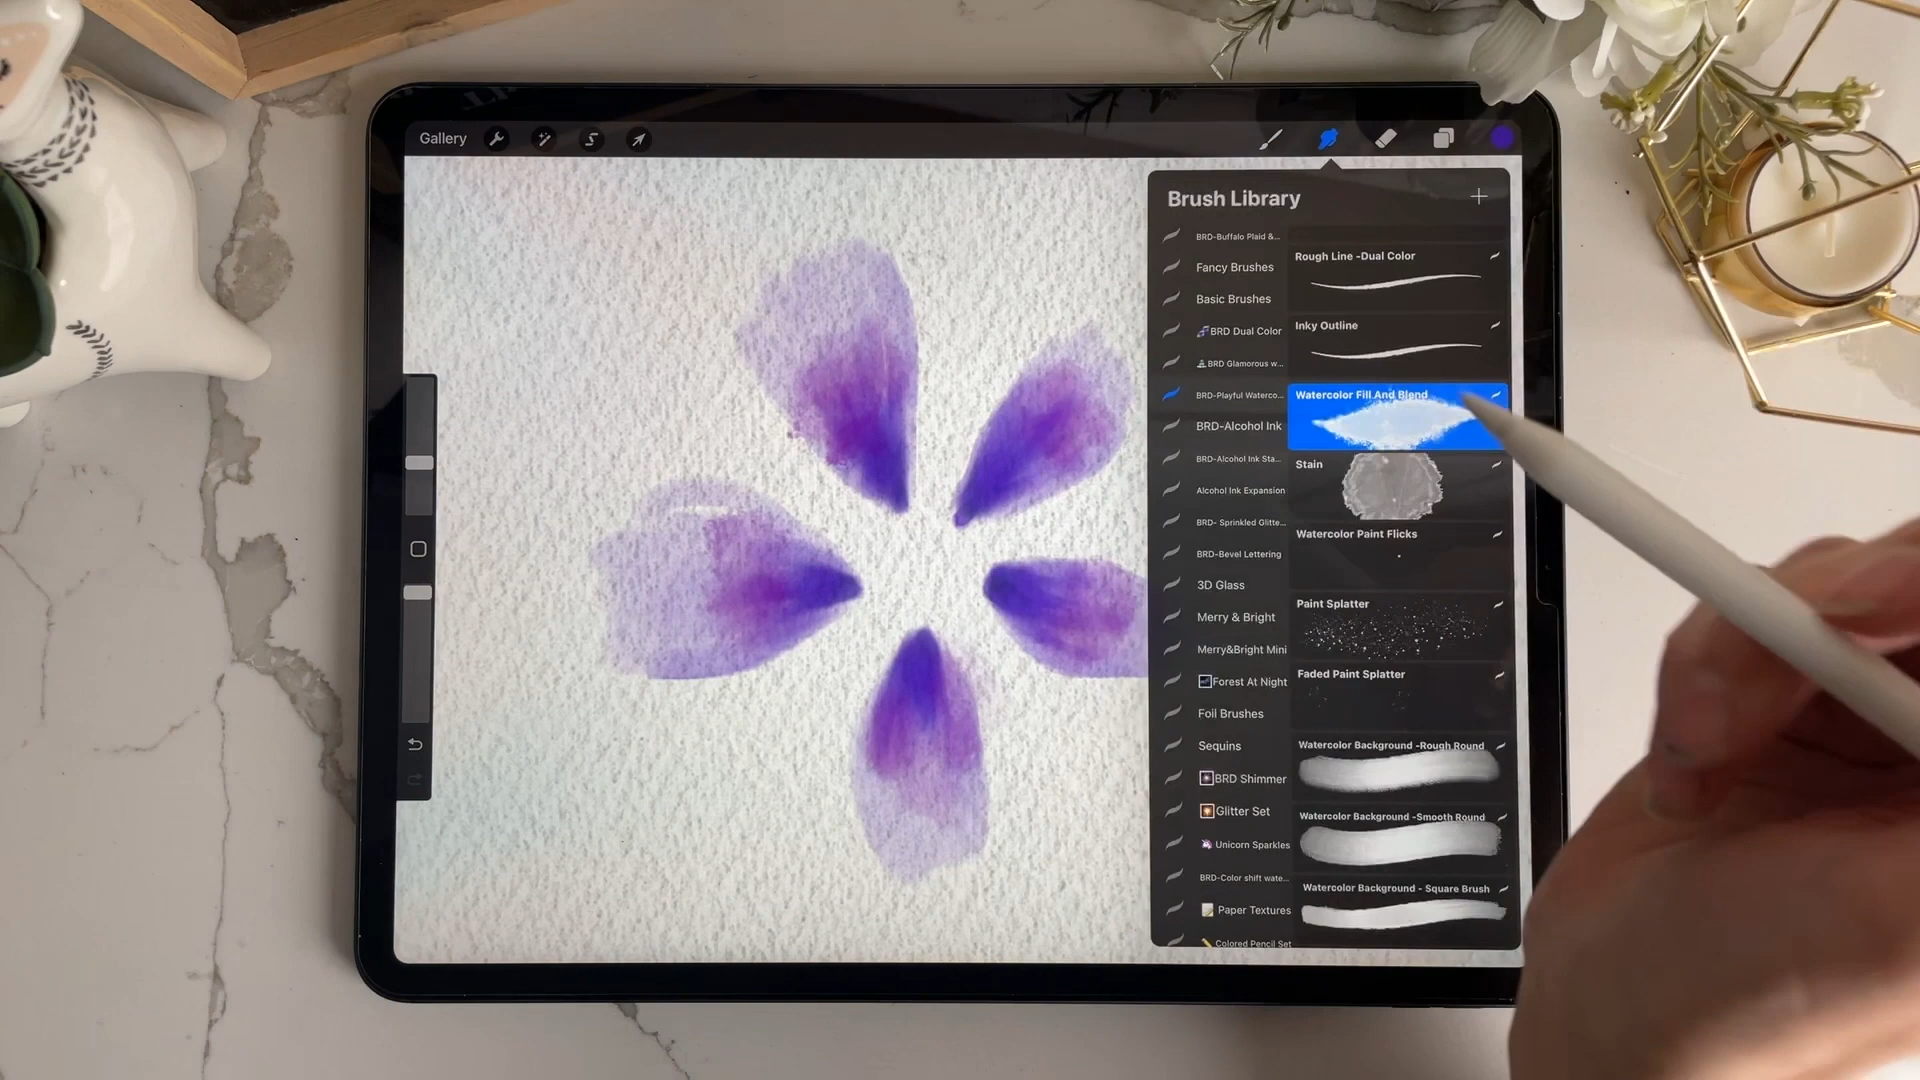 Gallery
Brush Library
BRD-Buffalo Plaid &...
Fancy Brushes
Basic Brushes
BRD Dual Color
BRD Glamorous w...
BRD-Playful Waterco...
BRD-Alcohol Ink
BRD-Alcohol Ink Sta...
Alcohol Ink Expansion
BRD- Sprinkled Glitte...
BRD-Bevel Lettering
3D Glass
Merry & Bright
Merry&Bright Mini
Forest At Night
Foil Brushes
Sequins
BRD Shimmer
Glitter Set
Unicorn Sparkles
BRD-Color shift wate...
Paper Textures
Colored Pencil Set
Rough Line -Dual Color
Inky Outline
Watercolor Fill And Blend
Stain
Watercolor Paint Flicks
Paint Splatter
Faded Paint Splatter
Watercolor Background -Rough Round
Watercolor Background -Smooth Round
Watercolor Background - Square Brush